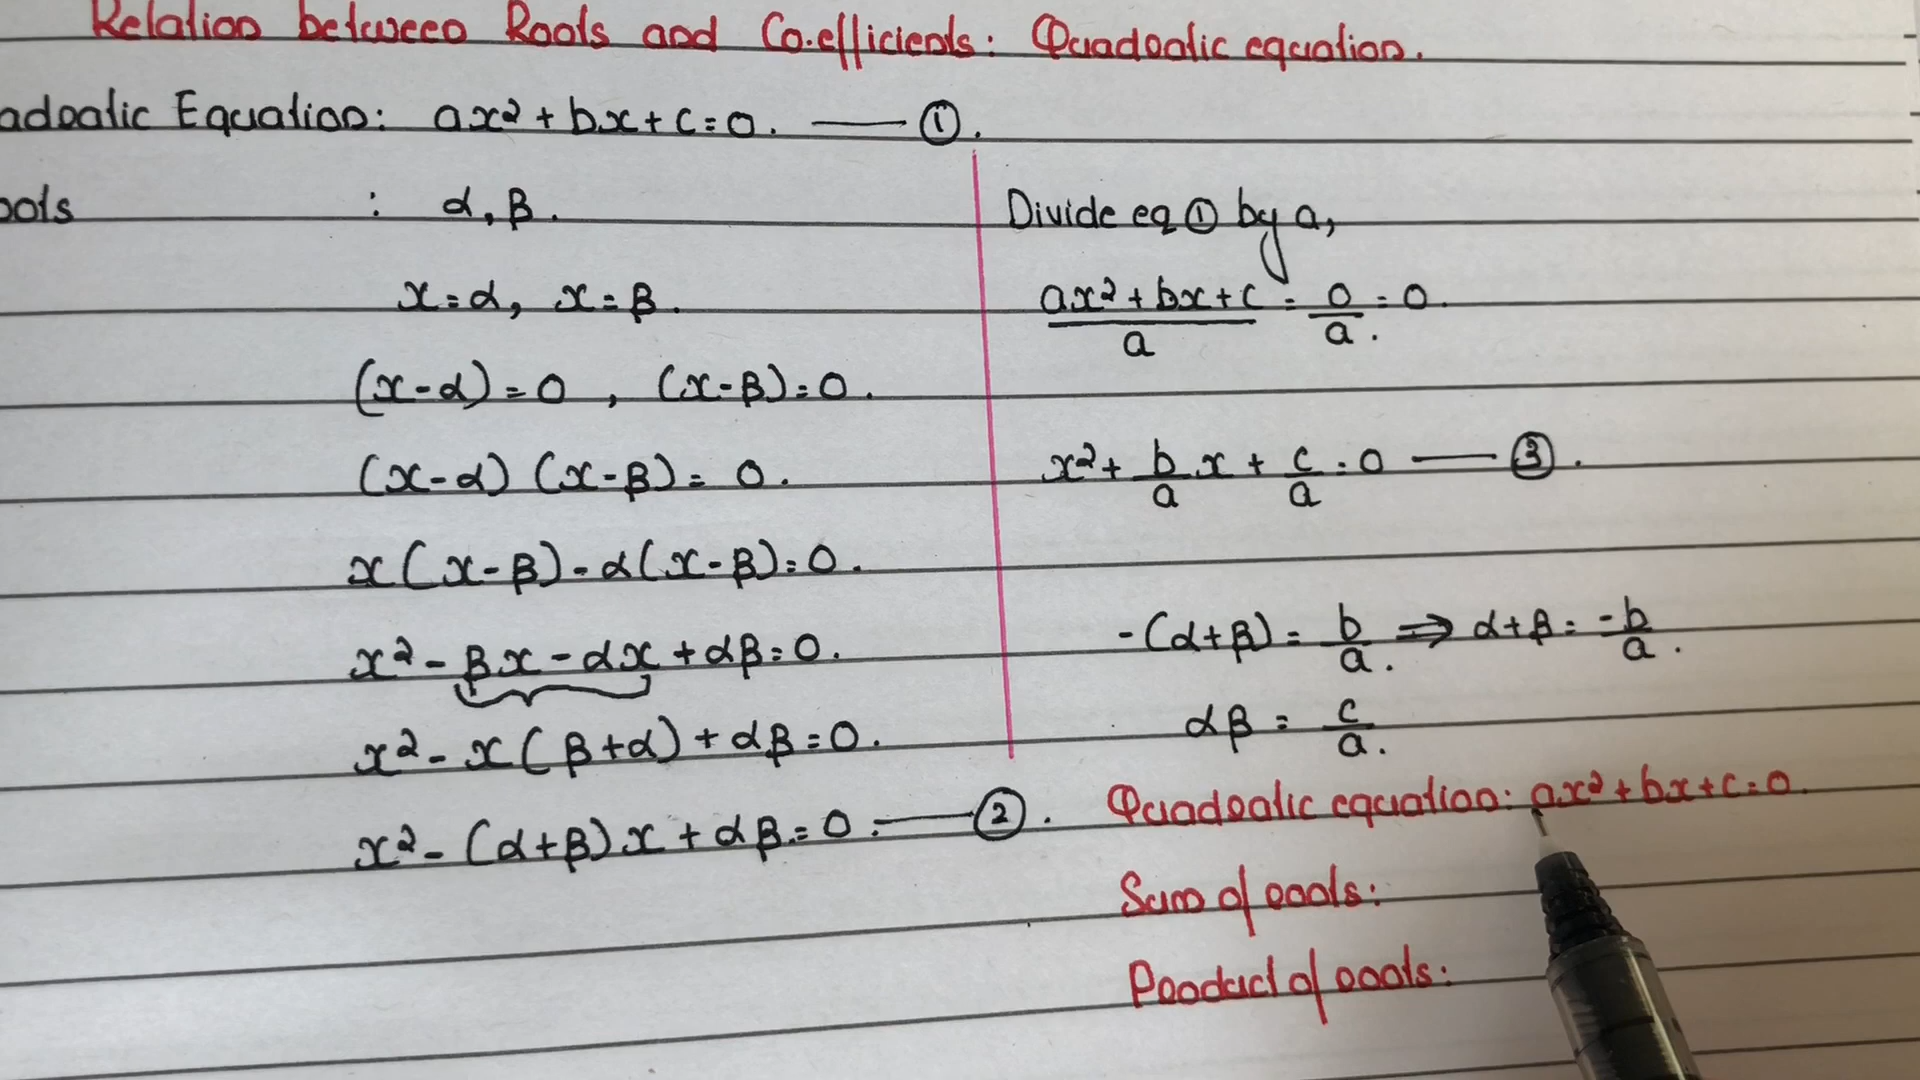 Relation between Roots and Co.efficients: Quadratic equation.
adratic Equation: ax² + bx + c = 0. —— ①.
oots : α, β.
x = α, x = β.
(x-α) = 0 , (x-β) = 0.
(x-α) (x-β) = 0.
x(x-β) - α(x-β) = 0.
x² - βx - αx + αβ = 0.
x² - x(β+α) + αβ = 0.
x² - (α+β)x + αβ = 0. —— ②.
Divide eq ① by a,
(ax² + bx + c)/a = 0/a. = 0.
x² + b/a x + c/a = 0 —— ③.
-(α+β) = b/a. ⇒ α+β = -b/a.
αβ = c/a.
Quadratic equation: ax² + bx + c = 0.
Sum of roots:
Product of roots: